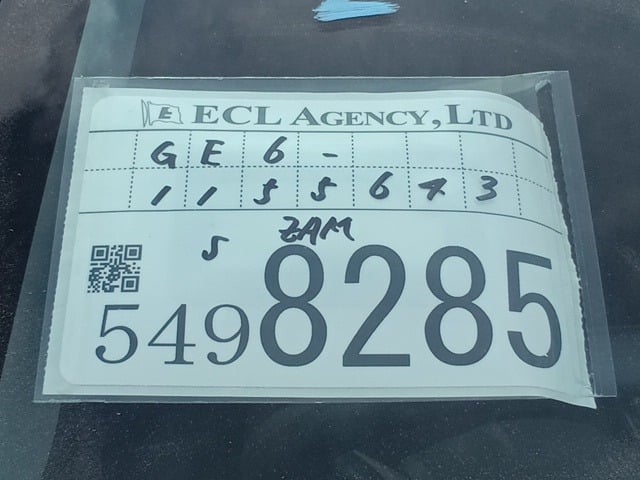 E ECL AGENCY, LTD
GE6-
1155643
ZAM
5
5498285